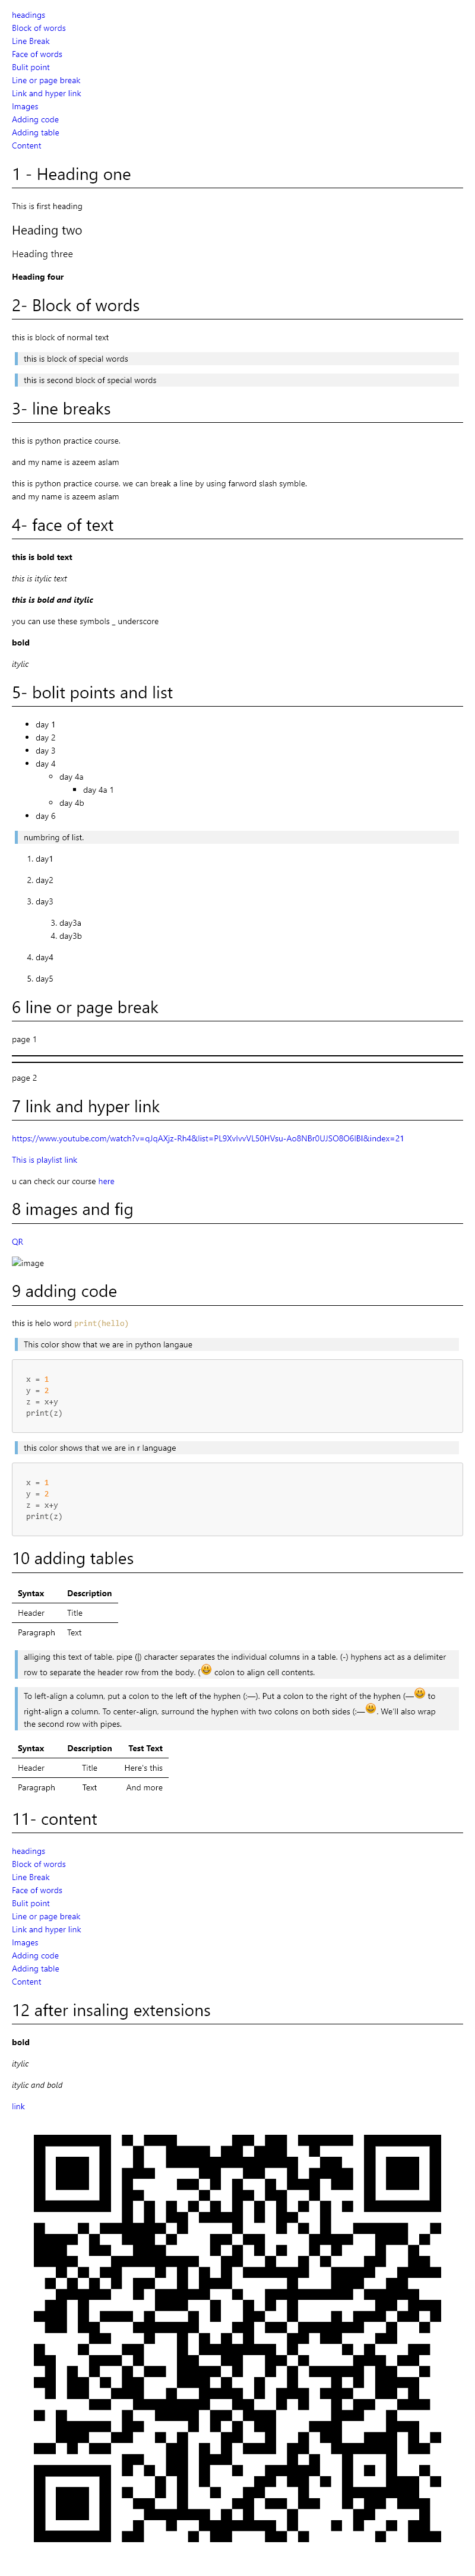 headings
Block of words
Line Break
Face of words
Bulit point
Line or page break
Link and hyper link
Images
Adding code
Adding table
Content
1 - Heading one
This is first heading
Heading two
Heading three
Heading four
2- Block of words
this is block of normal text
this is block of special words
this is second block of special words
3- line breaks
this is python practice course.
and my name is azeem aslam
this is python practice course. we can break a line by using farword slash symble.
and my name is azeem aslam
4- face of text
this is bold text
this is itylic text
this is bold and itylic
you can use these symbols _ underscore
bold
itylic
5- bolit points and list
day 1
day 2
day 3
day 4
day 4a
day 4a 1
day 4b
day 6
numbring of list.
1. day1
2. day2
3. day3
3. day3a
4. day3b
4. day4
5. day5
6 line or page break
page 1
page 2
7 link and hyper link
https://www.youtube.com/watch?v=qJqAXjz-Rh4&list=PL9XvIvvVL50HVsu-Ao8NBr0UJSO8O6lBI&index=21
This is playlist link
u can check our course here
8 images and fig
QR
image
9 adding code
this is helo word print(hello)
This color show that we are in python langaue
x = 1
y = 2
z = x+y
print(z)
this color shows that we are in r language
x = 1
y = 2
z = x+y
print(z)
10 adding tables
Syntax Description
Header Title
Paragraph Text
alliging this text of table. pipe (|) character separates the individual columns in a table. (-) hyphens act as a delimiter
row to separate the header row from the body. (😀 colon to align cell contents.
To left-align a column, put a colon to the left of the hyphen (:—). Put a colon to the right of the hyphen (—😀 to
right-align a column. To center-align, surround the hyphen with two colons on both sides (:—😀. We'll also wrap
the second row with pipes.
Syntax Description Test Text
Header Title Here's this
Paragraph Text And more
11- content
headings
Block of words
Line Break
Face of words
Bulit point
Line or page break
Link and hyper link
Images
Adding code
Adding table
Content
12 after insaling extensions
bold
itylic
itylic and bold
link